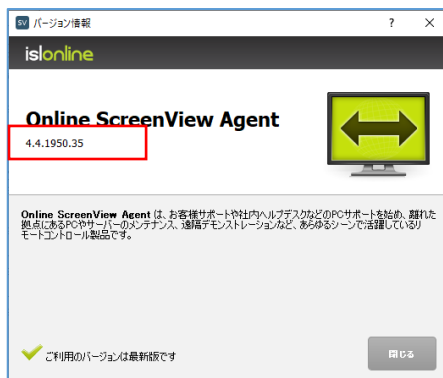 SV バージョン情報 ? ×
islonline
Online ScreenView Agent
4.4.1950.35
Online ScreenView Agent は、お客様サポートや社内ヘルプデスクなどのPCサポートを始め、離れた
拠点にあるPCやサーバーのメンテナンス、遠隔デモンストレーションなど、あらゆるシーンで活躍しているリ
モートコントロール製品です。
ご利用のバージョンは最新版です
閉じる